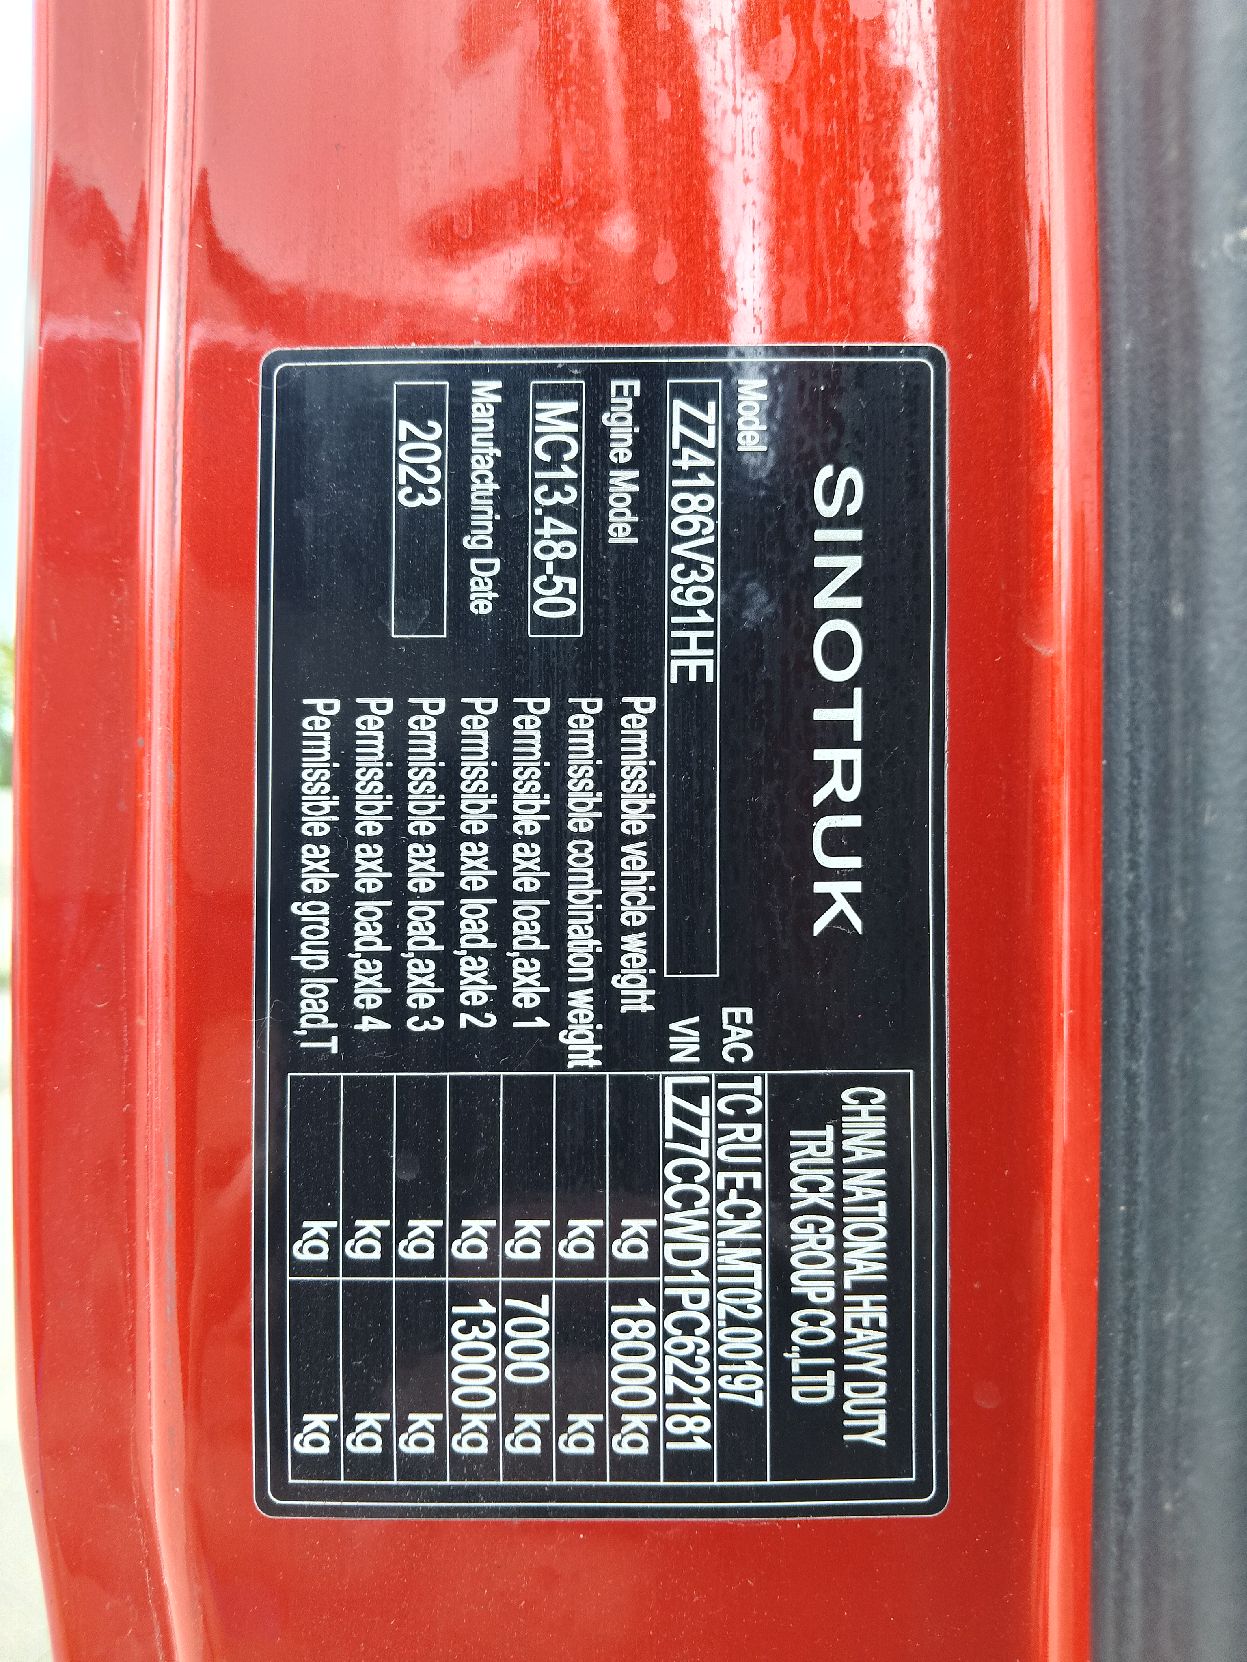 SINOTRUK
CHINA NATIONAL HEAVY DUTY
TRUCK GROUP CO.,LTD
Model
EAC TC RU E-CN.MT02.00197
ZZ4186V391HE
VIN LZZ7CCWD1PC622181
Engine Model
Permissible vehicle weight kg 18000kg
MC13.48-50
Permissible combination weight kg kg
Permissible axle load,axle 1 kg 7000 kg
Manufacturing Date
Permissible axle load,axle 2 kg 13000kg
2023
Permissible axle load,axle 3 kg kg
Permissible axle load,axle 4 kg kg
Permissible axle group load,T kg kg